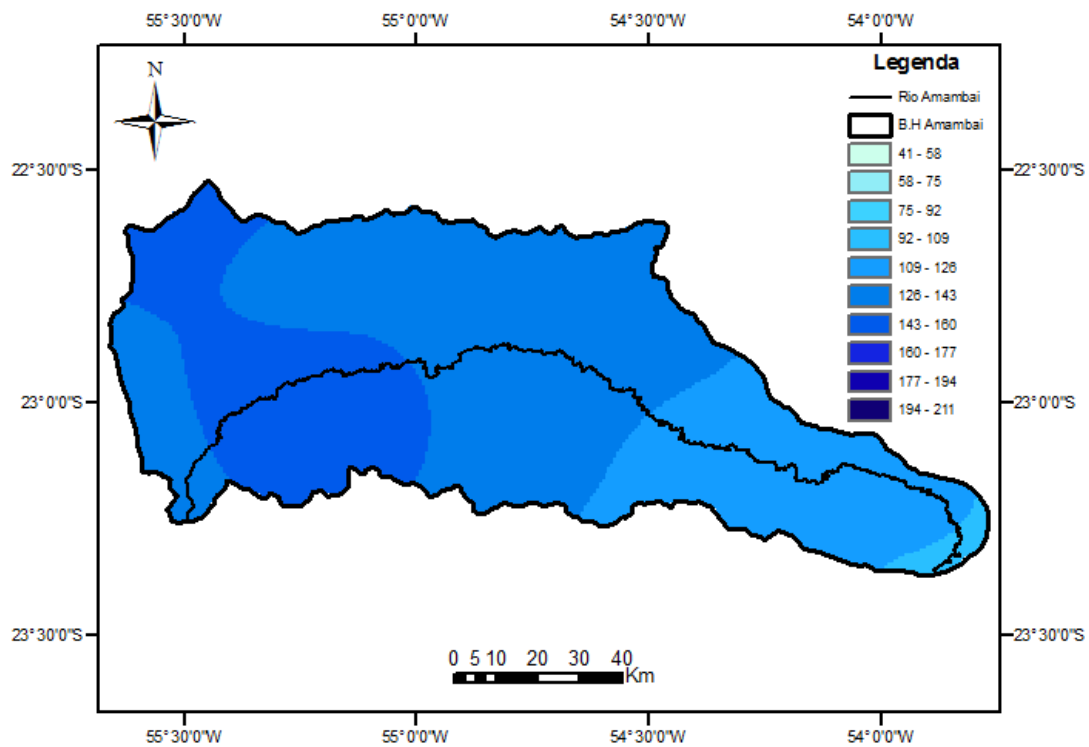 55°30'0"W 55°0'0"W 54°30'0"W 54°0'0"W
N
Legenda
Rio Amambai
B.H Amambai
41 - 58
58 - 75
75 - 92
92 - 109
109 - 126
126 - 143
143 - 160
160 - 177
177 - 194
194 - 211
22°30'0"S 22°30'0"S
23°0'0"S 23°0'0"S
23°30'0"S 23°30'0"S
0 5 10 20 30 40
Km
55°30'0"W 55°0'0"W 54°30'0"W 54°0'0"W